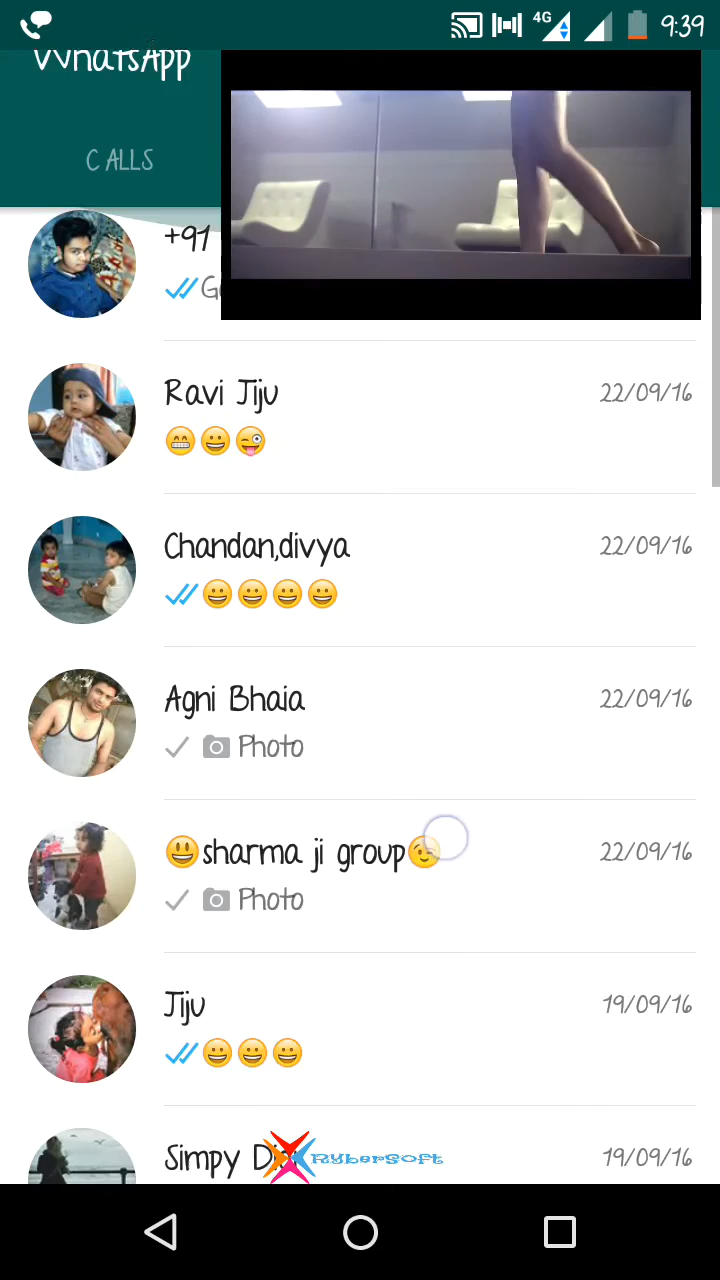 4G 9:39
WhatsApp
CALLS
+91
Ravi Jiju 22/09/16
Chandan,divya 22/09/16
Agni Bhaia 22/09/16
Photo
😃sharma ji group😉 22/09/16
Photo
Jiju 19/09/16
Simpy 19/09/16
RyberSoft